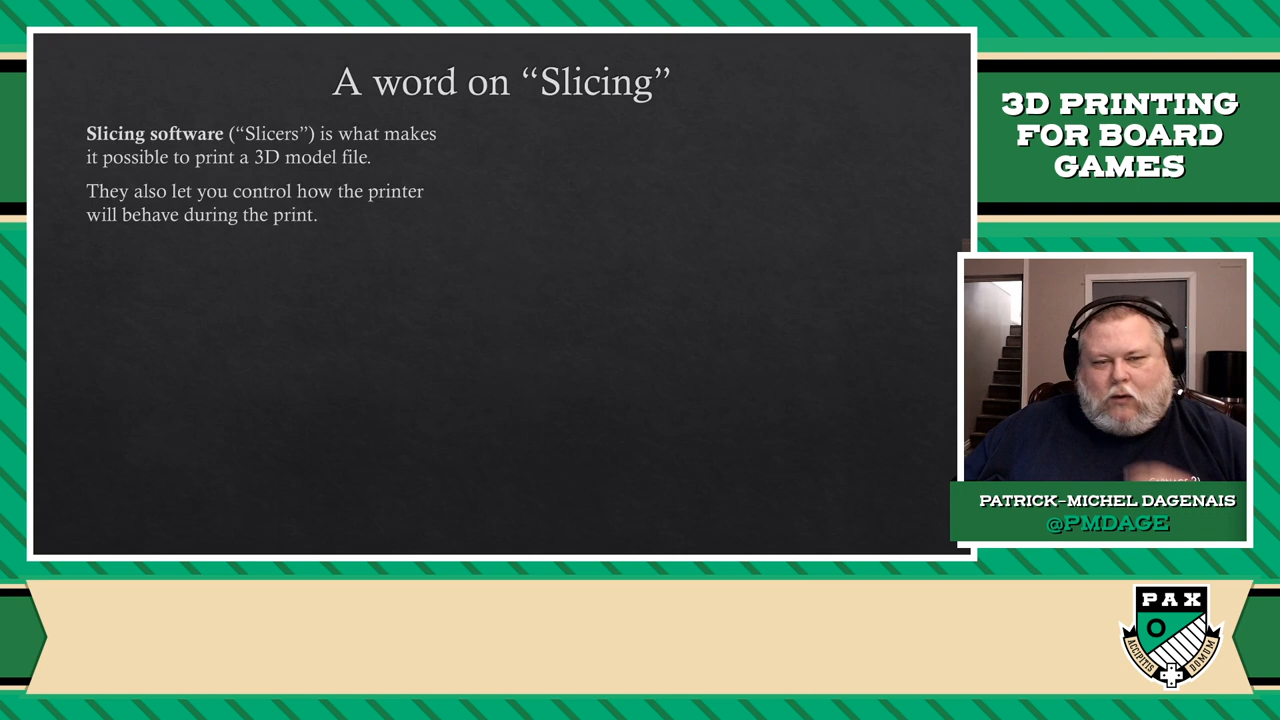 A word on “Slicing”
Slicing software (“Slicers”) is what makes
it possible to print a 3D model file.
They also let you control how the printer
will behave during the print.
3D PRINTING
FOR BOARD
GAMES
PATRICK-MICHEL DAGENAIS
@PMDAGE
PAX
ACCIPITIS DOMUM